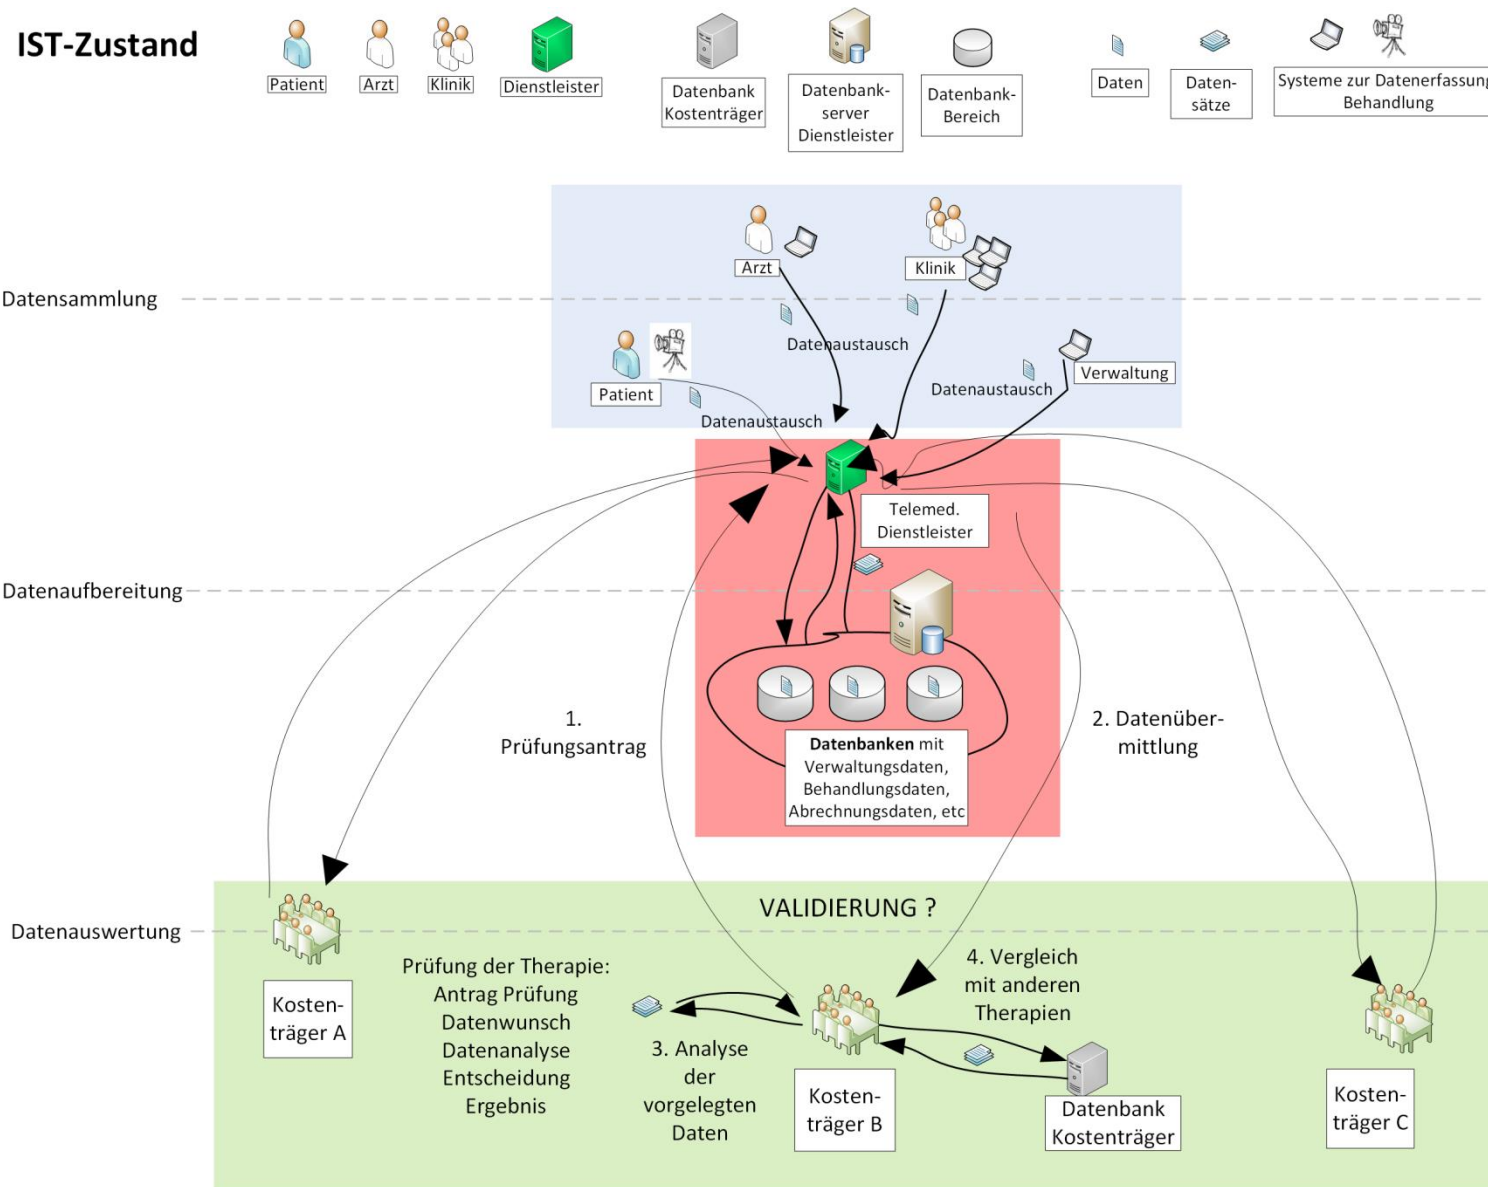 IST-Zustand
Patient
Arzt
Klinik
Dienstleister
Datenbank
Kostenträger
Datenbank-
server
Dienstleister
Datenbank-
Bereich
Daten
Daten-
sätze
Systeme zur Datenerfassung
Behandlung
Arzt
Klinik
Datensammlung
Datenaustausch
Patient
Verwaltung
Datenaustausch
Datenaustausch
Telemed.
Dienstleister
Datenaufbereitung
1.
Prüfungsantrag
2. Datenüber-
mittlung
Datenbanken mit
Verwaltungsdaten,
Behandlungsdaten,
Abrechnungsdaten, etc
VALIDIERUNG ?
Datenauswertung
Kosten-
träger A
Prüfung der Therapie:
Antrag Prüfung
Datenwunsch
Datenanalyse
Entscheidung
Ergebnis
3. Analyse
der
vorgelegten
Daten
Kosten-
träger B
4. Vergleich
mit anderen
Therapien
Datenbank
Kostenträger
Kosten-
träger C